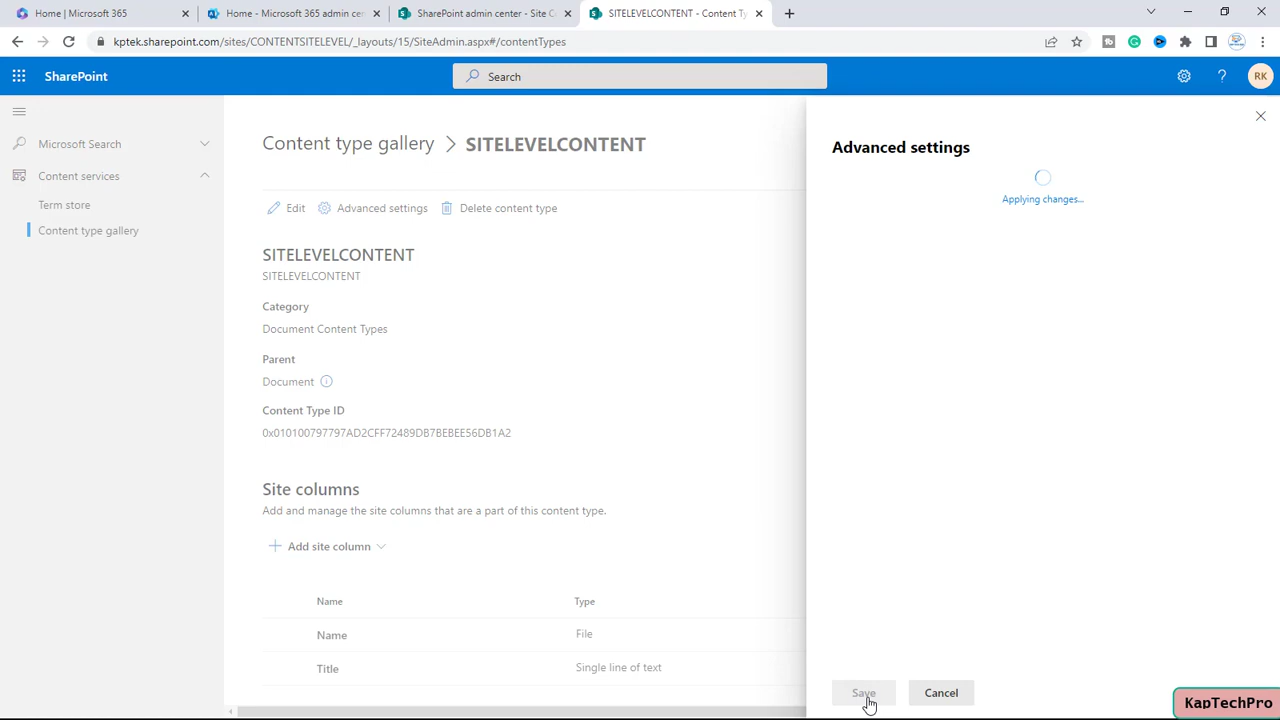 Home | Microsoft 365
Home - Microsoft 365 admin cen
SharePoint admin center - Site C
SITELEVELCONTENT - Content Ty
kptek.sharepoint.com/sites/CONTENTSITELEVEL/_layouts/15/SiteAdmin.aspx#/contentTypes
SharePoint
Search
RK
Microsoft Search
Content services
Term store
Content type gallery
Content type gallery > SITELEVELCONTENT
Edit
Advanced settings
Delete content type
SITELEVELCONTENT
SITELEVELCONTENT
Category
Document Content Types
Parent
Document
Content Type ID
0x010100797797AD2CFF72489DB7BEBEE56DB1A2
Site columns
Add and manage the site columns that are a part of this content type.
Add site column
Name Type
Name File
Title Single line of text
Advanced settings
Applying changes...
Save
Cancel
KapTechPro